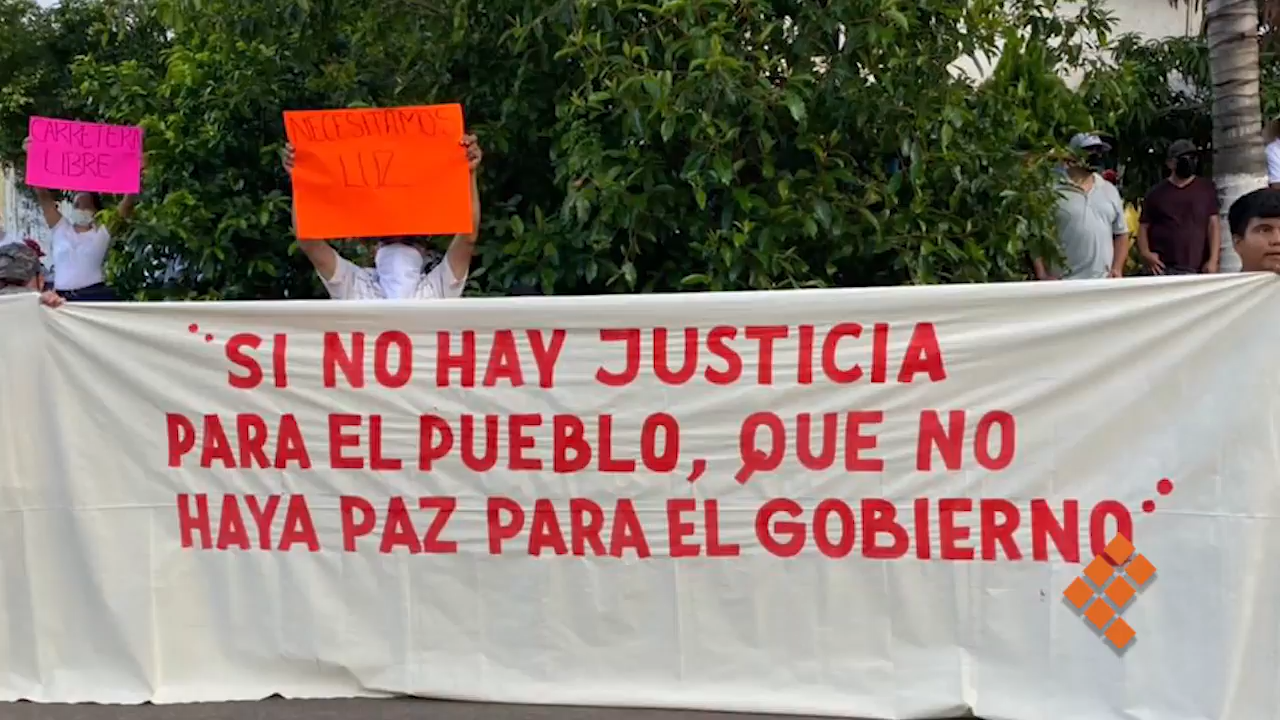 CARRETERA
LIBRE
NECESITAMOS
LUZ
"SI NO HAY JUSTICIA
PARA EL PUEBLO, QUE NO
HAYA PAZ PARA EL GOBIERNO"